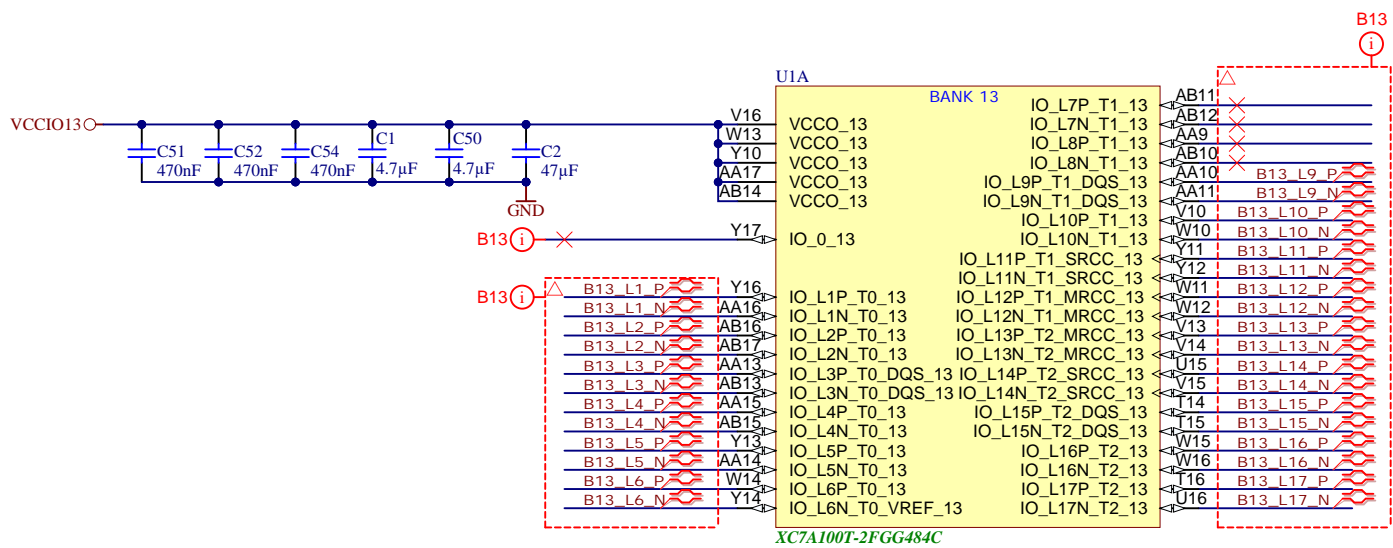 B13
U1A
BANK 13
VCCIO13
C51
470nF
C52
470nF
C54
470nF
C1
4.7µF
C50
4.7µF
C2
47µF
GND
V16 VCCO_13
W13 VCCO_13
Y10 VCCO_13
AA17 VCCO_13
AB14 VCCO_13
B13 i Y17 IO_0_13
B13 i
B13_L1_P Y16 IO_L1P_T0_13
B13_L1_N AA16 IO_L1N_T0_13
B13_L2_P AB16 IO_L2P_T0_13
B13_L2_N AB17 IO_L2N_T0_13
B13_L3_P AA13 IO_L3P_T0_DQS_13
B13_L3_N AB13 IO_L3N_T0_DQS_13
B13_L4_P AA15 IO_L4P_T0_13
B13_L4_N AB15 IO_L4N_T0_13
B13_L5_P Y13 IO_L5P_T0_13
B13_L5_N AA14 IO_L5N_T0_13
B13_L6_P W14 IO_L6P_T0_13
B13_L6_N Y14 IO_L6N_T0_VREF_13
i
IO_L7P_T1_13 AB11
IO_L7N_T1_13 AB12
IO_L8P_T1_13 AA9
IO_L8N_T1_13 AB10
IO_L9P_T1_DQS_13 AA10 B13_L9_P
IO_L9N_T1_DQS_13 AA11 B13_L9_N
IO_L10P_T1_13 V10 B13_L10_P
IO_L10N_T1_13 W10 B13_L10_N
IO_L11P_T1_SRCC_13 Y11 B13_L11_P
IO_L11N_T1_SRCC_13 Y12 B13_L11_N
IO_L12P_T1_MRCC_13 W11 B13_L12_P
IO_L12N_T1_MRCC_13 W12 B13_L12_N
IO_L13P_T2_MRCC_13 V13 B13_L13_P
IO_L13N_T2_MRCC_13 V14 B13_L13_N
IO_L14P_T2_SRCC_13 U15 B13_L14_P
IO_L14N_T2_SRCC_13 V15 B13_L14_N
IO_L15P_T2_DQS_13 T14 B13_L15_P
IO_L15N_T2_DQS_13 T15 B13_L15_N
IO_L16P_T2_13 W15 B13_L16_P
IO_L16N_T2_13 W16 B13_L16_N
IO_L17P_T2_13 T16 B13_L17_P
IO_L17N_T2_13 U16 B13_L17_N
XC7A100T-2FGG484C